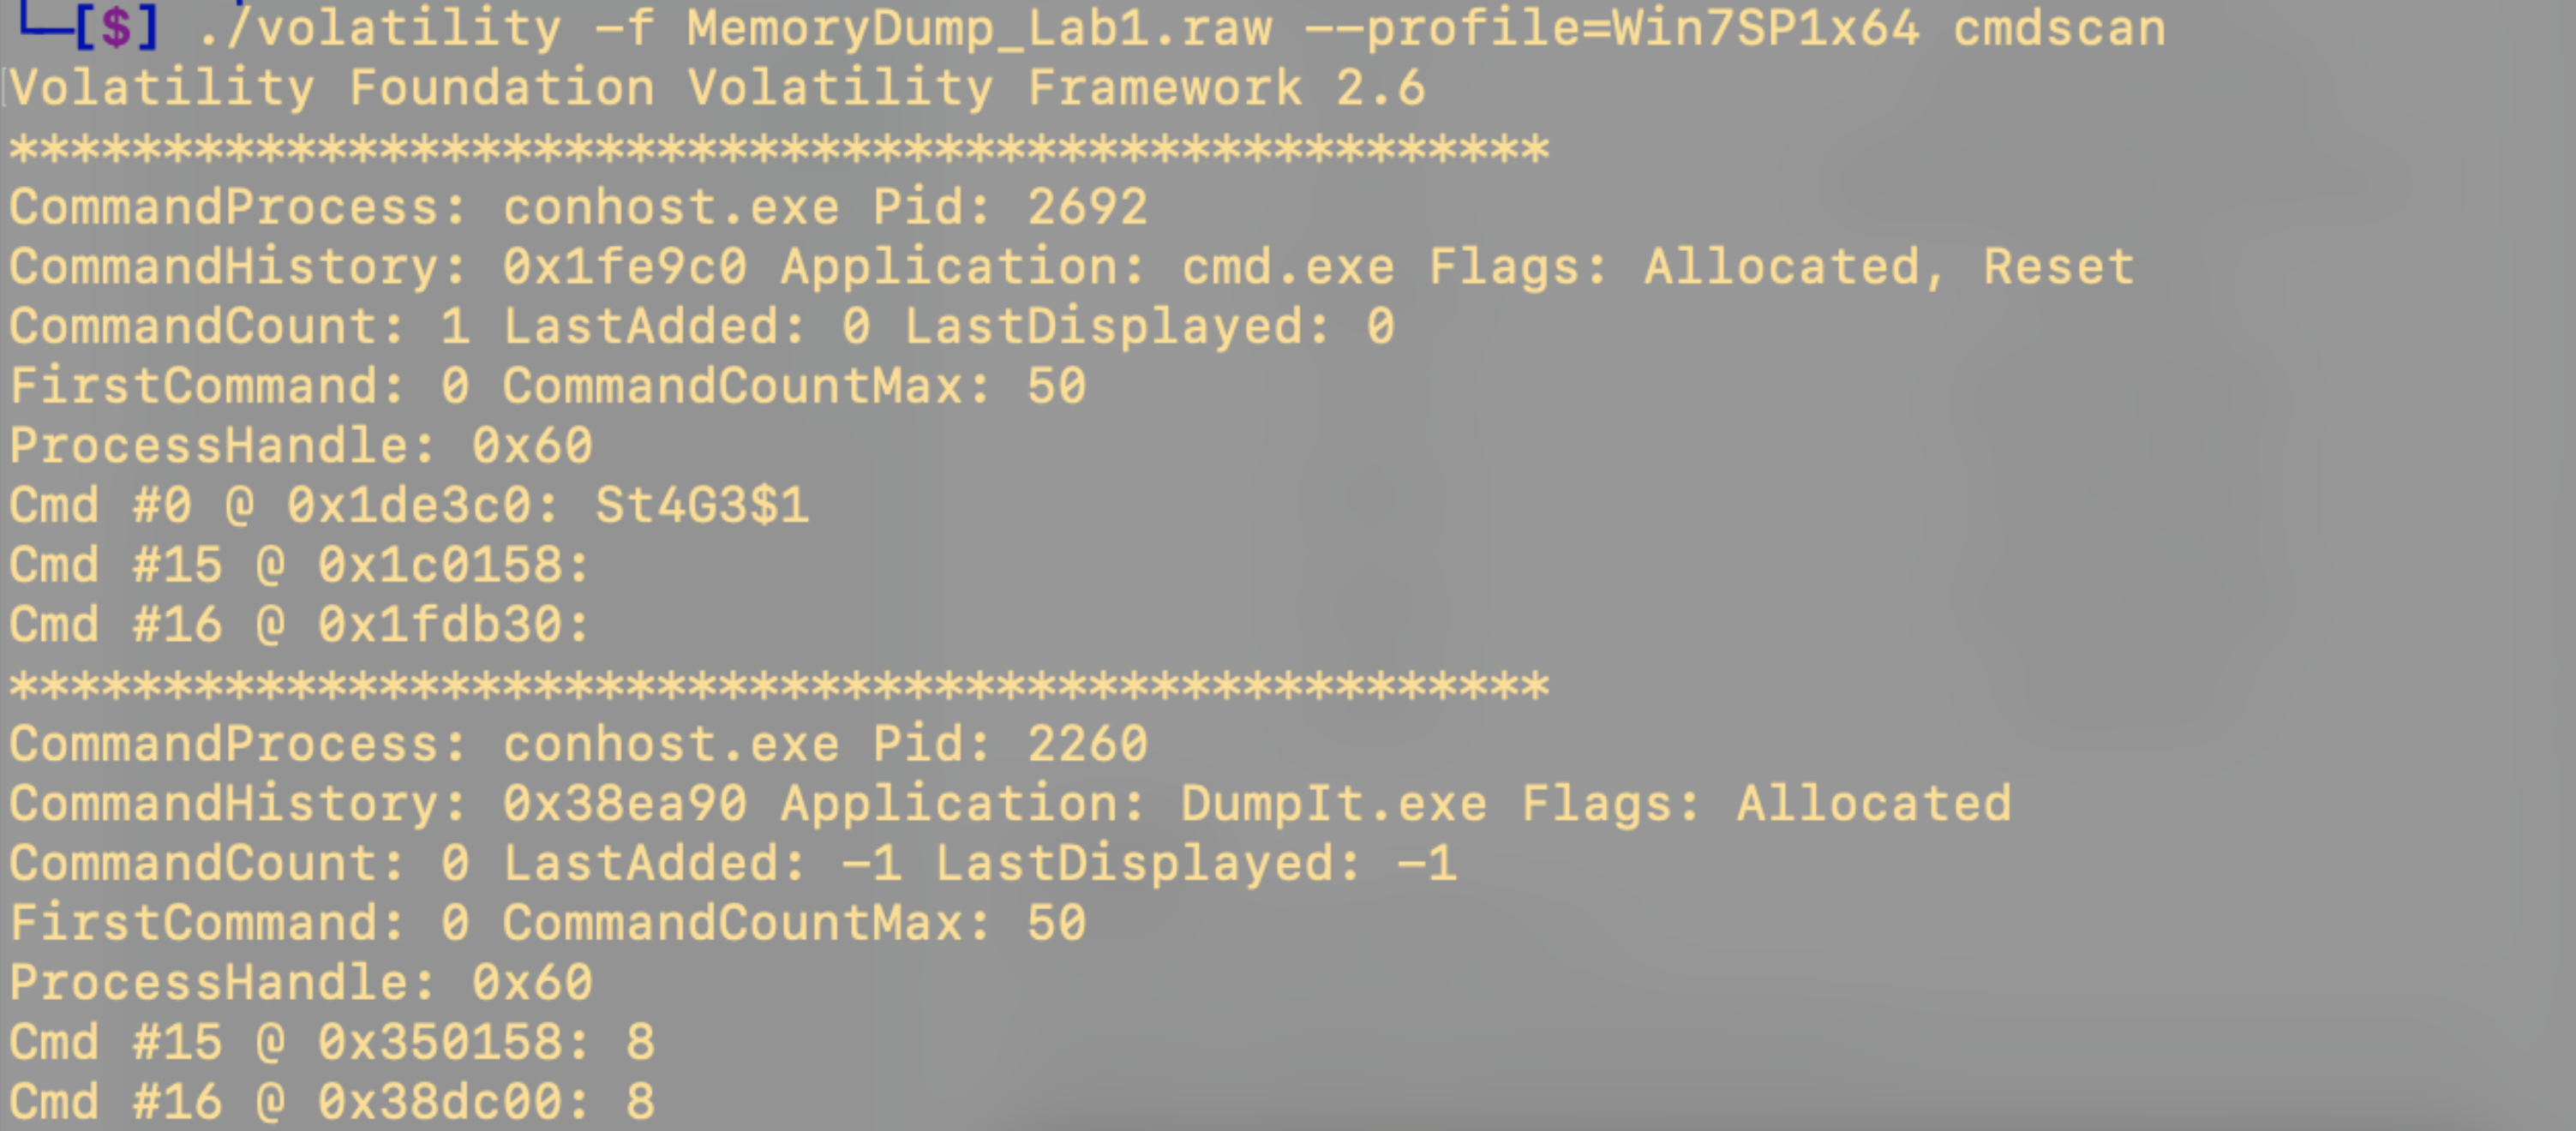 └─[$] ./volatility -f MemoryDump_Lab1.raw --profile=Win7SP1x64 cmdscan
Volatility Foundation Volatility Framework 2.6
**************************************************
CommandProcess: conhost.exe Pid: 2692
CommandHistory: 0x1fe9c0 Application: cmd.exe Flags: Allocated, Reset
CommandCount: 1 LastAdded: 0 LastDisplayed: 0
FirstCommand: 0 CommandCountMax: 50
ProcessHandle: 0x60
Cmd #0 @ 0x1de3c0: St4G3$1
Cmd #15 @ 0x1c0158:
Cmd #16 @ 0x1fdb30:
**************************************************
CommandProcess: conhost.exe Pid: 2260
CommandHistory: 0x38ea90 Application: DumpIt.exe Flags: Allocated
CommandCount: 0 LastAdded: -1 LastDisplayed: -1
FirstCommand: 0 CommandCountMax: 50
ProcessHandle: 0x60
Cmd #15 @ 0x350158: 8
Cmd #16 @ 0x38dc00: 8